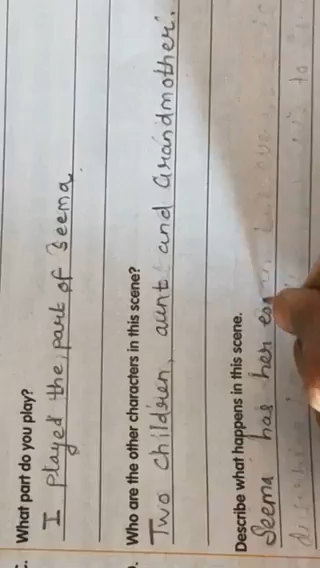 What part do you play?
I played the part of Seema
Who are the other characters in this scene?
Two children, aunt and Grandmother.
Describe what happens in this scene.
Seema has her